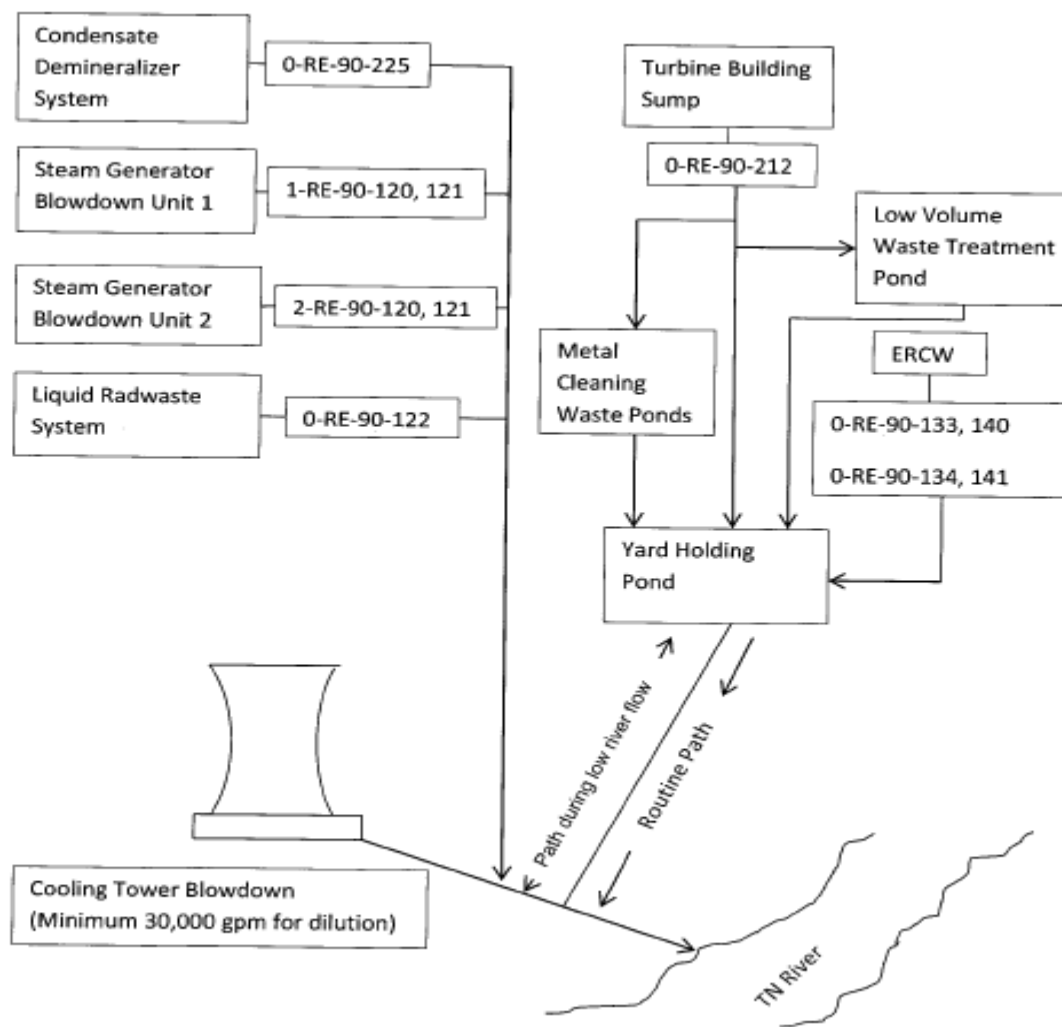 Condensate
Demineralizer
System
0-RE-90-225
Steam Generator
Blowdown Unit 1
1-RE-90-120, 121
Steam Generator
Blowdown Unit 2
2-RE-90-120, 121
Liquid Radwaste
System
0-RE-90-122
Turbine Building
Sump
0-RE-90-212
Low Volume
Waste Treatment
Pond
Metal
Cleaning
Waste Ponds
ERCW
0-RE-90-133, 140
0-RE-90-134, 141
Yard Holding
Pond
Path during low river flow
Routine Path
Cooling Tower Blowdown
(Minimum 30,000 gpm for dilution)
TN River